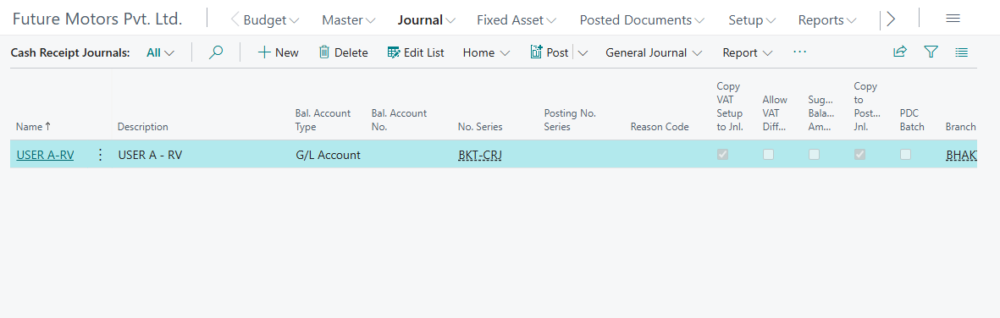 Future Motors Pvt. Ltd. Budget Master Journal Fixed Asset Posted Documents Setup Reports
Cash Receipt Journals: All New Delete Edit List Home Post General Journal Report ...
Name ↑ Description Bal. Account Type Bal. Account No. No. Series Posting No. Series Reason Code Copy VAT Setup to Jnl. Allow VAT Diff... Sug... Bala... Am... Copy to Post... Jnl. PDC Batch Branch
USER A-RV USER A - RV G/L Account BKT-CRJ BHAK